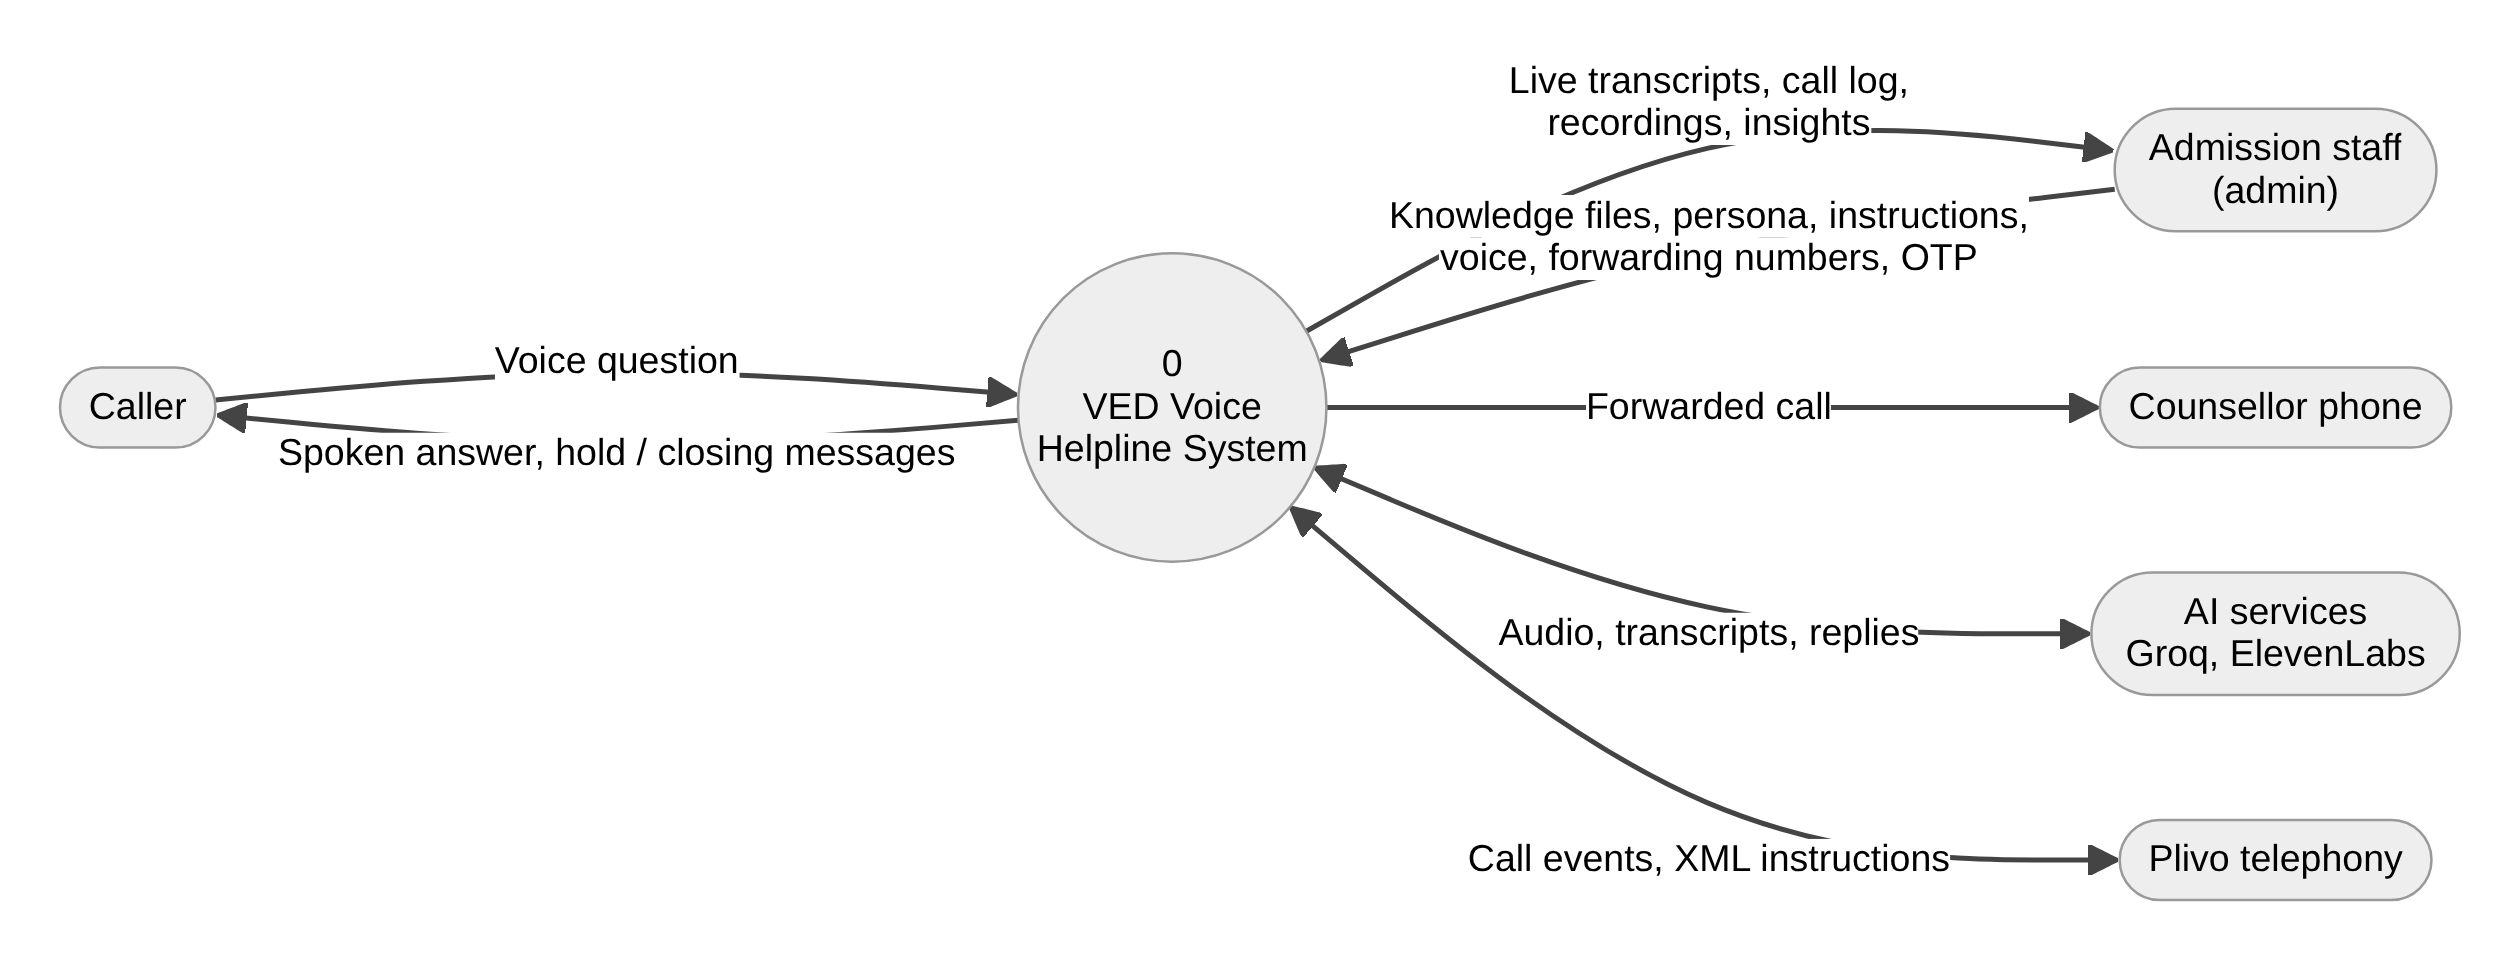 Live transcripts, call log,
recordings, insights
Admission staff
(admin)
Knowledge files, persona, instructions,
voice, forwarding numbers, OTP
Voice question
Caller
Spoken answer, hold / closing messages
0
VED Voice
Helpline System
Forwarded call
Counsellor phone
Audio, transcripts, replies
AI services
Groq, ElevenLabs
Call events, XML instructions
Plivo telephony